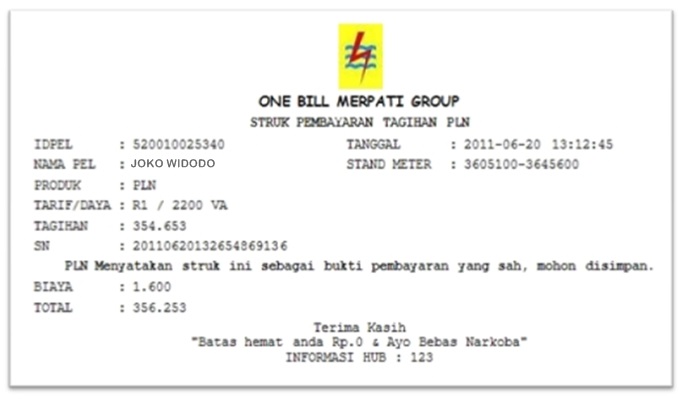 ONE BILL MERPATI GROUP
STRUK PEMBAYARAN TAGIHAN PLN
IDPEL : 520010025340 TANGGAL : 2011-06-20 13:12:45
NAMA PEL : JOKO WIDODO STAND METER : 3605100-3645600
PRODUK : PLN
TARIF/DAYA : R1 / 2200 VA
TAGIHAN : 354.653
SN : 20110620132654869136
PLN Menyatakan struk ini sebagai bukti pembayaran yang sah, mohon disimpan.
BIAYA : 1.600
TOTAL : 356.253
Terima Kasih
"Batas hemat anda Rp.0 & Ayo Bebas Narkoba"
INFORMASI HUB : 123